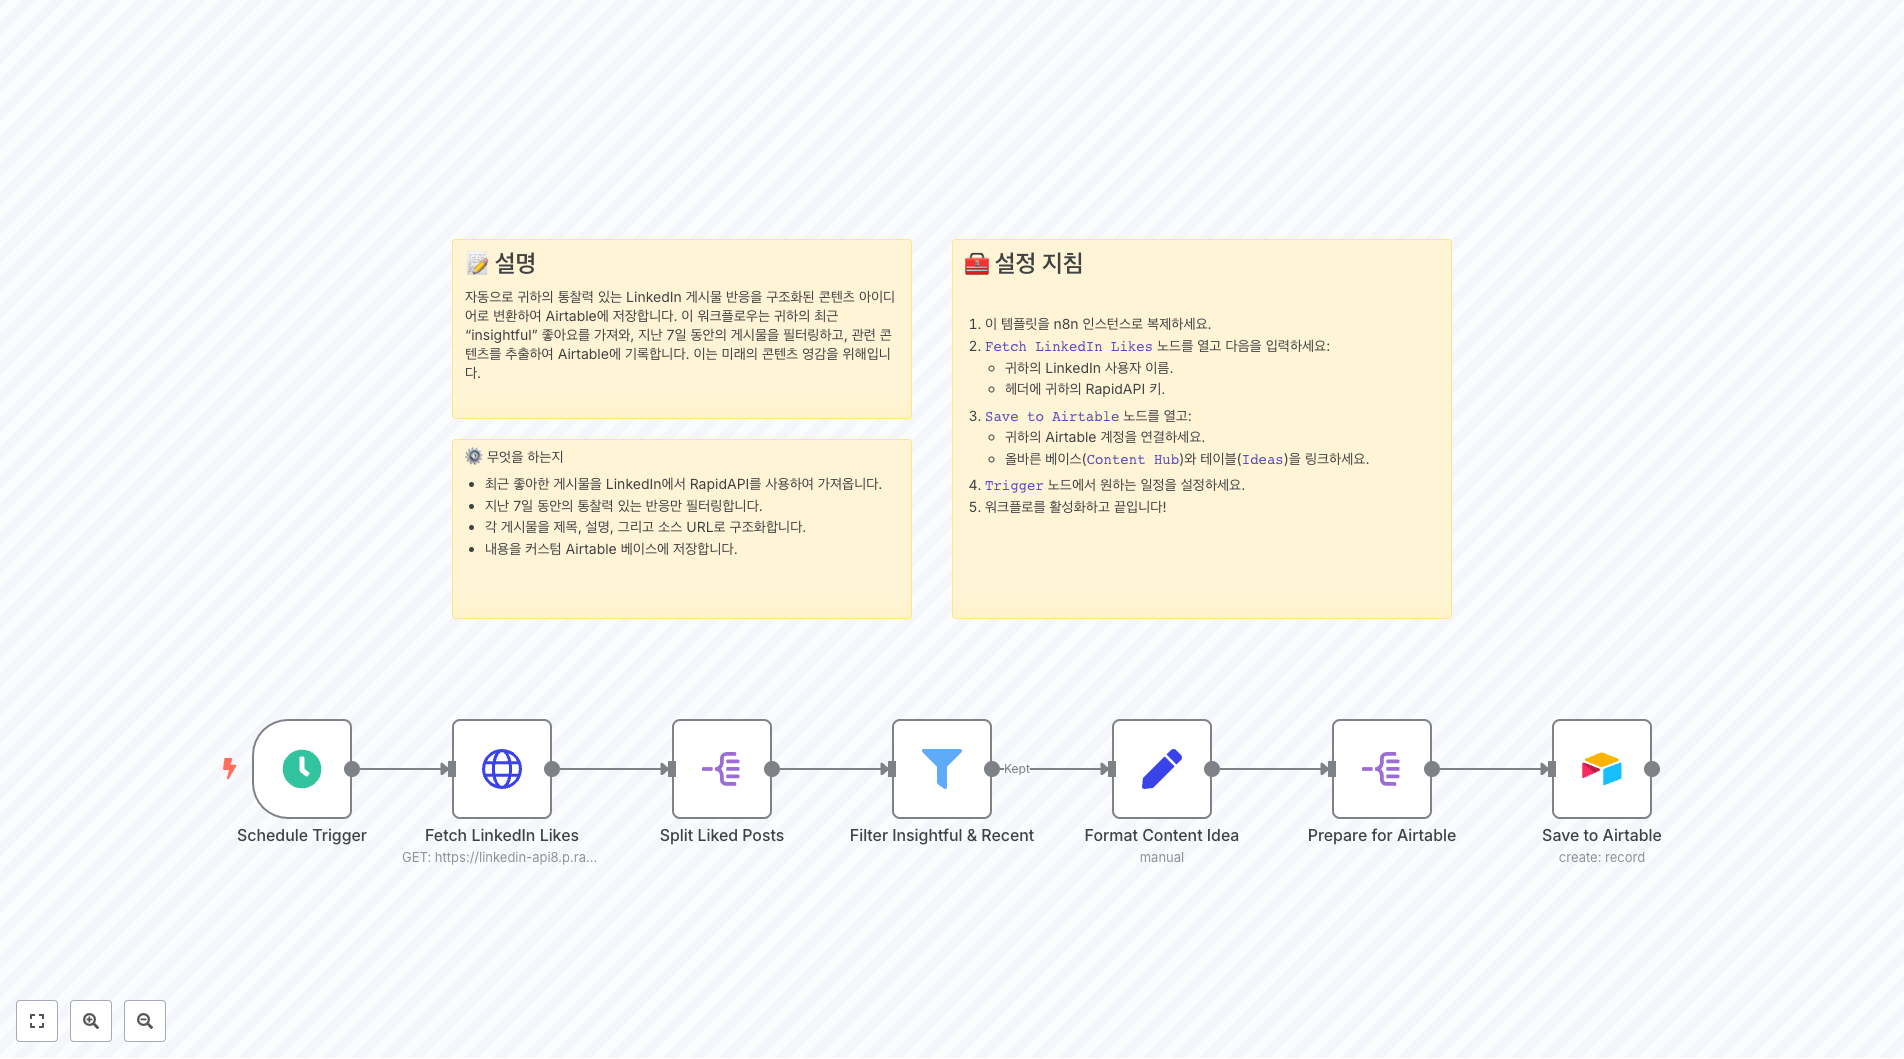 📝 설명
자동으로 귀하의 통찰력 있는 LinkedIn 게시물 반응을 구조화된 콘텐츠 아이디
어로 변환하여 Airtable에 저장합니다. 이 워크플로우는 귀하의 최근
“insightful” 좋아요를 가져와, 지난 7일 동안의 게시물을 필터링하고, 관련 콘
텐츠를 추출하여 Airtable에 기록합니다. 이는 미래의 콘텐츠 영감을 위해입니
다.
⚙️ 무엇을 하는지
• 최근 좋아한 게시물을 LinkedIn에서 RapidAPI를 사용하여 가져옵니다.
• 지난 7일 동안의 통찰력 있는 반응만 필터링합니다.
• 각 게시물을 제목, 설명, 그리고 소스 URL로 구조화합니다.
• 내용을 커스텀 Airtable 베이스에 저장합니다.
🧰 설정 지침
1. 이 템플릿을 n8n 인스턴스로 복제하세요.
2. Fetch LinkedIn Likes 노드를 열고 다음을 입력하세요:
◦ 귀하의 LinkedIn 사용자 이름.
◦ 헤더에 귀하의 RapidAPI 키.
3. Save to Airtable 노드를 열고:
◦ 귀하의 Airtable 계정을 연결하세요.
◦ 올바른 베이스(Content Hub)와 테이블(Ideas)을 링크하세요.
4. Trigger 노드에서 원하는 일정을 설정하세요.
5. 워크플로를 활성화하고 끝입니다!
Kept
Schedule Trigger
Fetch LinkedIn Likes
GET: https://linkedin-api8.p.ra...
Split Liked Posts
Filter Insightful & Recent
Format Content Idea
manual
Prepare for Airtable
Save to Airtable
create: record